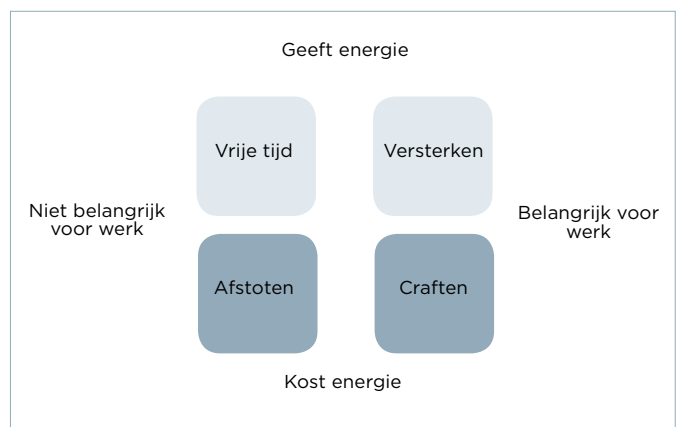 Geeft energie
Vrije tijd
Versterken
Niet belangrijk
voor werk
Belangrijk voor
werk
Afstoten
Craften
Kost energie